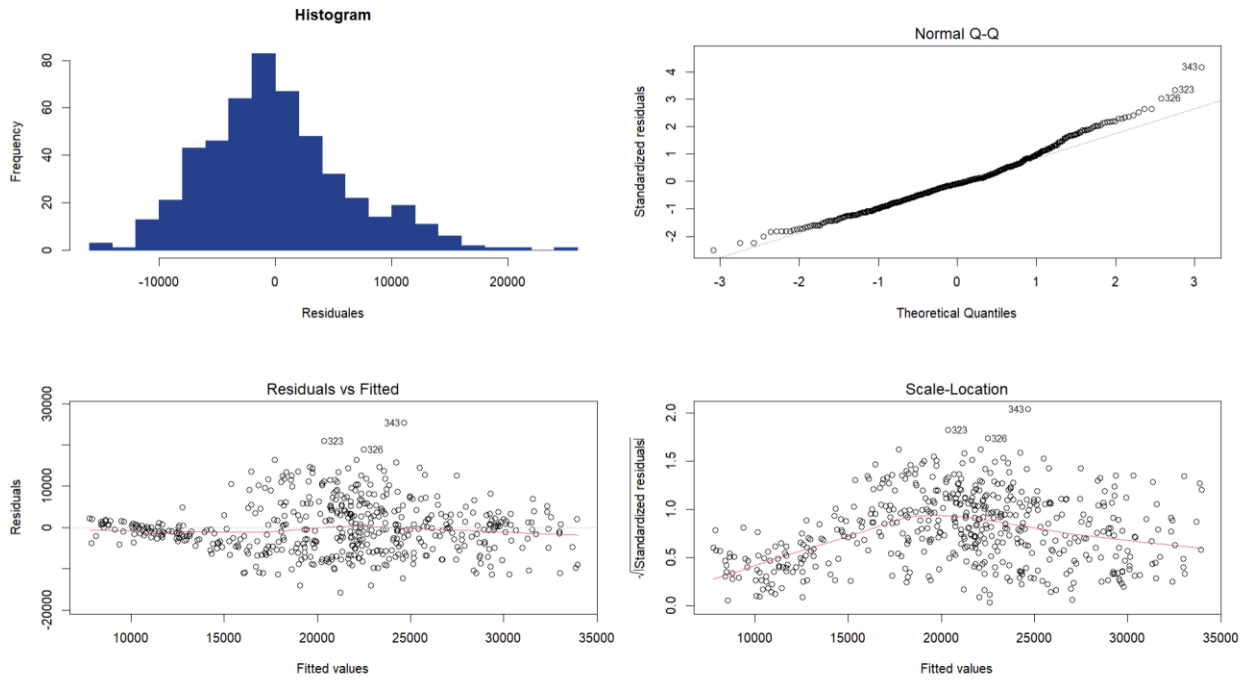 Histogram
Frequency
0 20 40 60 80
-10000 0 10000 20000
Residuales
Normal Q-Q
Standardized residuals
-2 -1 0 1 2 3 4
343
323
326
-3 -2 -1 0 1 2 3
Theoretical Quantiles
Residuals vs Fitted
Residuals
-20000 0 10000 30000
343
323
326
10000 15000 20000 25000 30000 35000
Fitted values
Scale-Location
√|Standardized residuals|
0.0 0.5 1.0 1.5 2.0
343
323
326
10000 15000 20000 25000 30000 35000
Fitted values